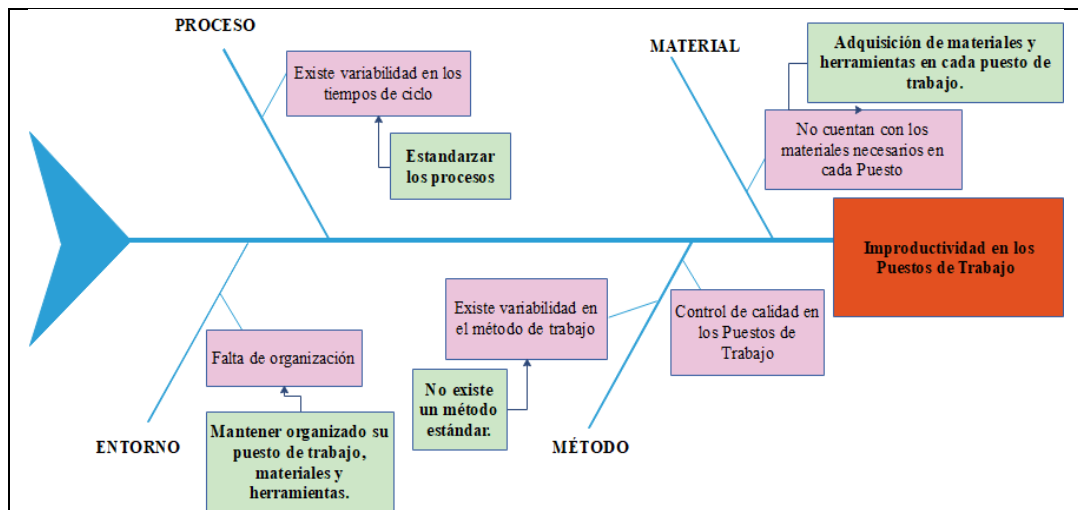 PROCESO
Existe variabilidad en los
tiempos de ciclo
Estandarzar
los procesos
MATERIAL
Adquisición de materiales y
herramientas en cada puesto de
trabajo.
No cuentan con los
materiales necesarios en
cada Puesto
Improductividad en los
Puestos de Trabajo
Falta de organización
Mantener organizado su
puesto de trabajo,
materiales y
herramientas.
ENTORNO
Existe variabilidad en
el método de trabajo
No existe
un método
estándar.
Control de calidad en
los Puestos de
Trabajo
MÉTODO